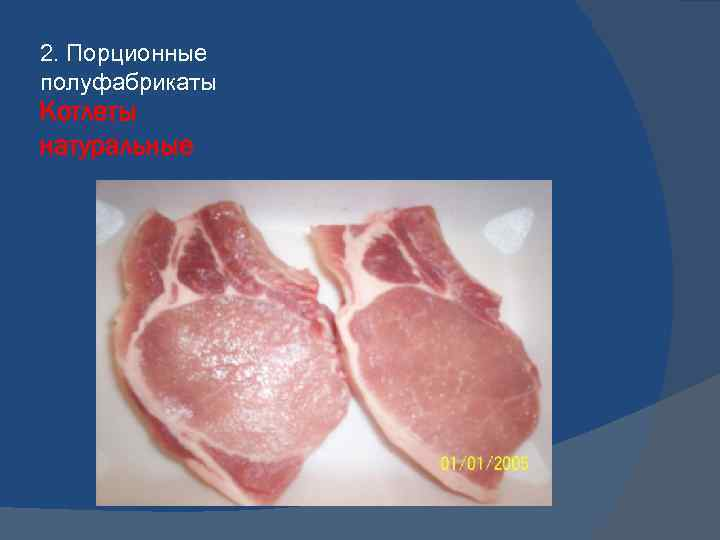 2. Порционные
полуфабрикаты
Котлеты
натуральные
01/01/2005